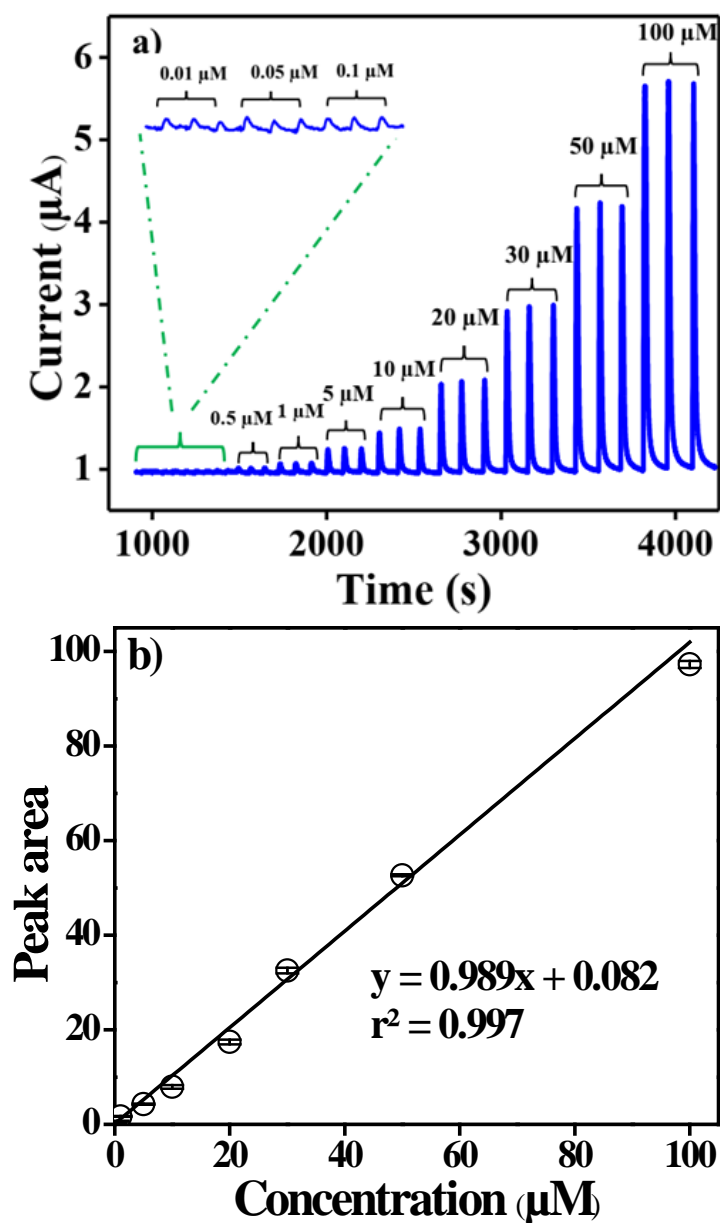 a)
0.01 µM 0.05 µM 0.1 µM
100 µM
50 µM
30 µM
20 µM
10 µM
5 µM
1 µM
0.5 µM
6
5
4
3
2
1
Current (µA)
1000 2000 3000 4000
Time (s)
b)
100
80
60
40
20
0
Peak area
y = 0.989x + 0.082
r² = 0.997
0 20 40 60 80 100
Concentration (µM)